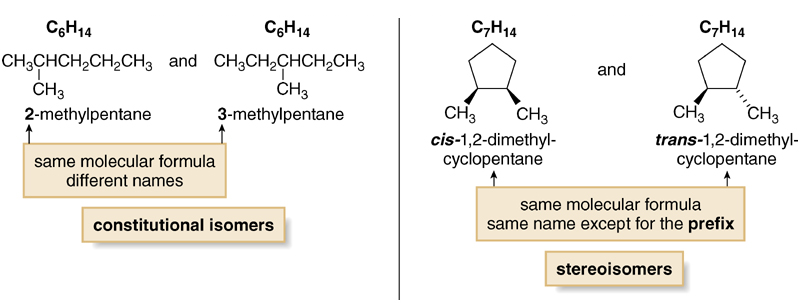 C6H14
C6H14
CH3CHCH2CH2CH3 and CH3CH2CHCH2CH3
CH3
CH3
2-methylpentane
3-methylpentane
same molecular formula
different names
constitutional isomers
C7H14
C7H14
and
CH3 CH3
CH3 CH3
cis-1,2-dimethyl-
cyclopentane
trans-1,2-dimethyl-
cyclopentane
same molecular formula
same name except for the prefix
stereoisomers